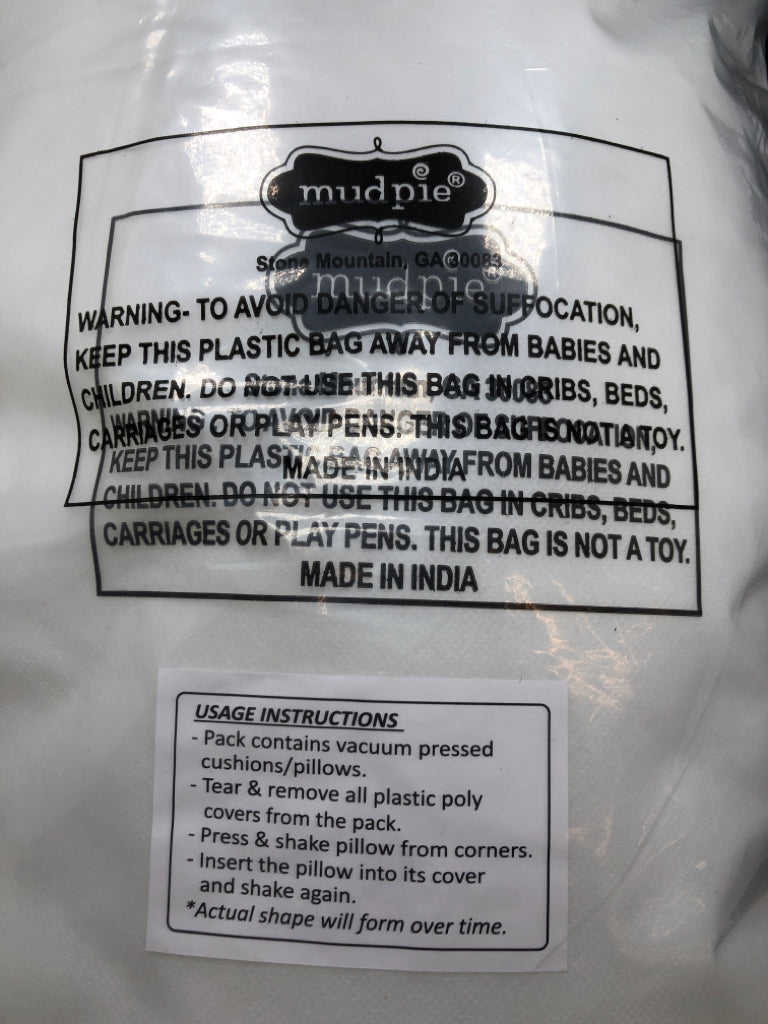 mudpie®
Stone Mountain, GA 30083
mudpie
WARNING- TO AVOID DANGER OF SUFFOCATION,
KEEP THIS PLASTIC BAG AWAY FROM BABIES AND
CHILDREN. DO NOT USE THIS BAG IN CRIBS, BEDS,
CARRIAGES OR PLAY PENS. THIS BAG IS NOT A TOY.
MADE IN INDIA
KEEP THIS PLASTIC BAG AWAY FROM BABIES AND
CHILDREN. DO NOT USE THIS BAG IN CRIBS, BEDS,
CARRIAGES OR PLAY PENS. THIS BAG IS NOT A TOY.
MADE IN INDIA
USAGE INSTRUCTIONS
- Pack contains vacuum pressed
cushions/pillows.
- Tear & remove all plastic poly
covers from the pack.
- Press & shake pillow from corners.
- Insert the pillow into its cover
and shake again.
*Actual shape will form over time.